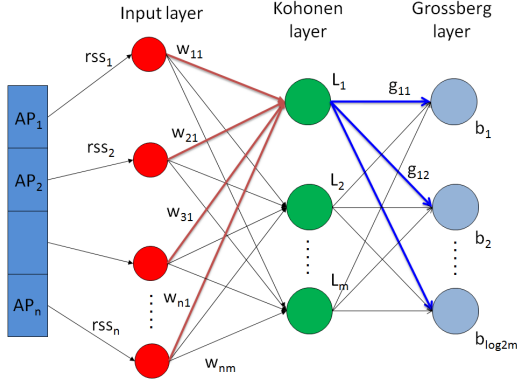 Input layer
Kohonen
layer
Grossberg
layer
rss1
w11
L1
g11
AP1
b1
rss2
w21
g12
AP2
L2
w31
b2
APn
wn1
Lm
rssn
wnm
blog2m